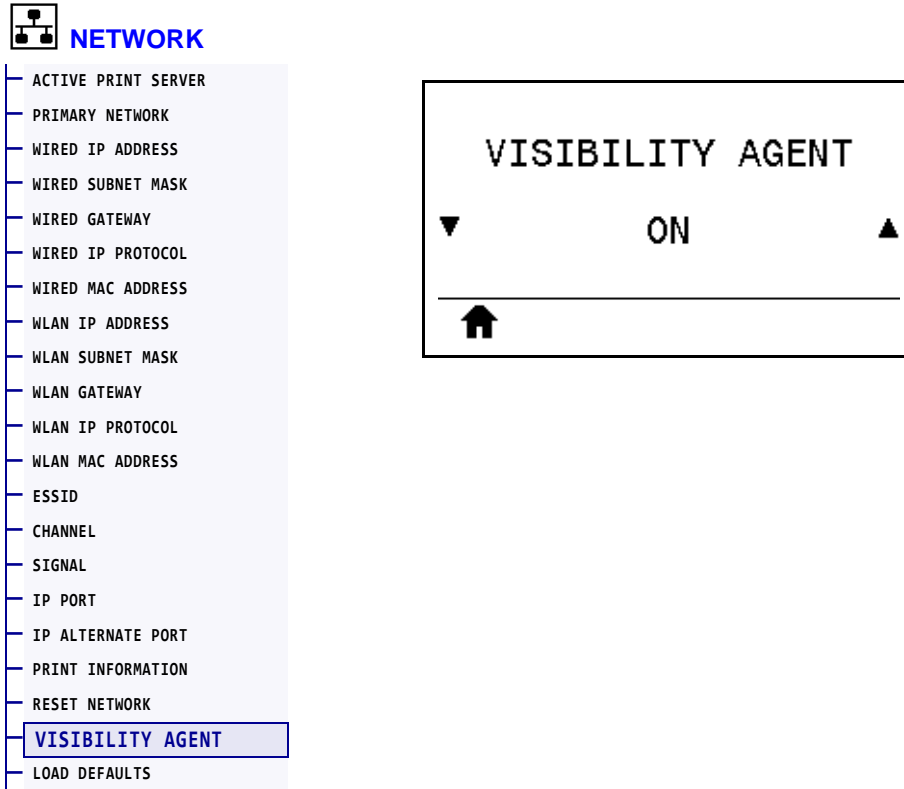 NETWORK
ACTIVE PRINT SERVER
PRIMARY NETWORK
WIRED IP ADDRESS
WIRED SUBNET MASK
WIRED GATEWAY
WIRED IP PROTOCOL
WIRED MAC ADDRESS
WLAN IP ADDRESS
WLAN SUBNET MASK
WLAN GATEWAY
WLAN IP PROTOCOL
WLAN MAC ADDRESS
ESSID
CHANNEL
SIGNAL
IP PORT
IP ALTERNATE PORT
PRINT INFORMATION
RESET NETWORK
VISIBILITY AGENT
LOAD DEFAULTS
VISIBILITY AGENT
ON